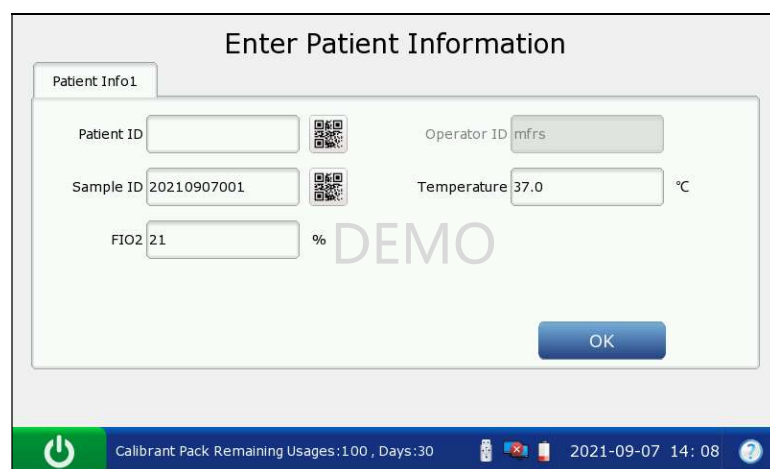 Enter Patient Information
Patient Info1
Patient ID
Operator ID mfrs
Sample ID 20210907001
Temperature 37.0 ℃
FIO2 21 %
DEMO
OK
Calibrant Pack Remaining Usages:100 , Days:30
2021-09-07 14: 08
?